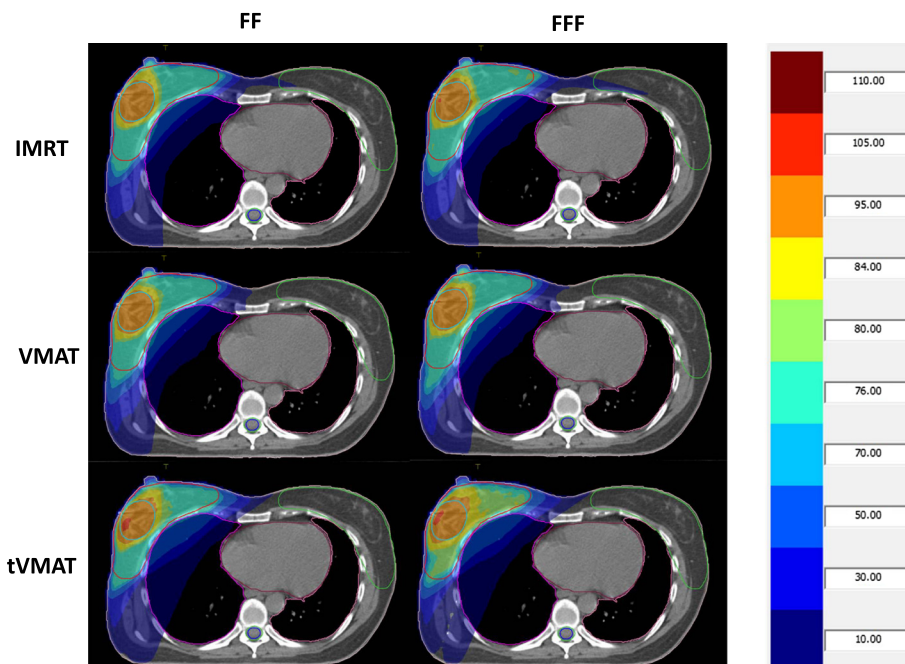 FF FFF
T T
IMRT
T T
VMAT
T T
tVMAT
110.00
105.00
95.00
84.00
80.00
76.00
70.00
50.00
30.00
10.00